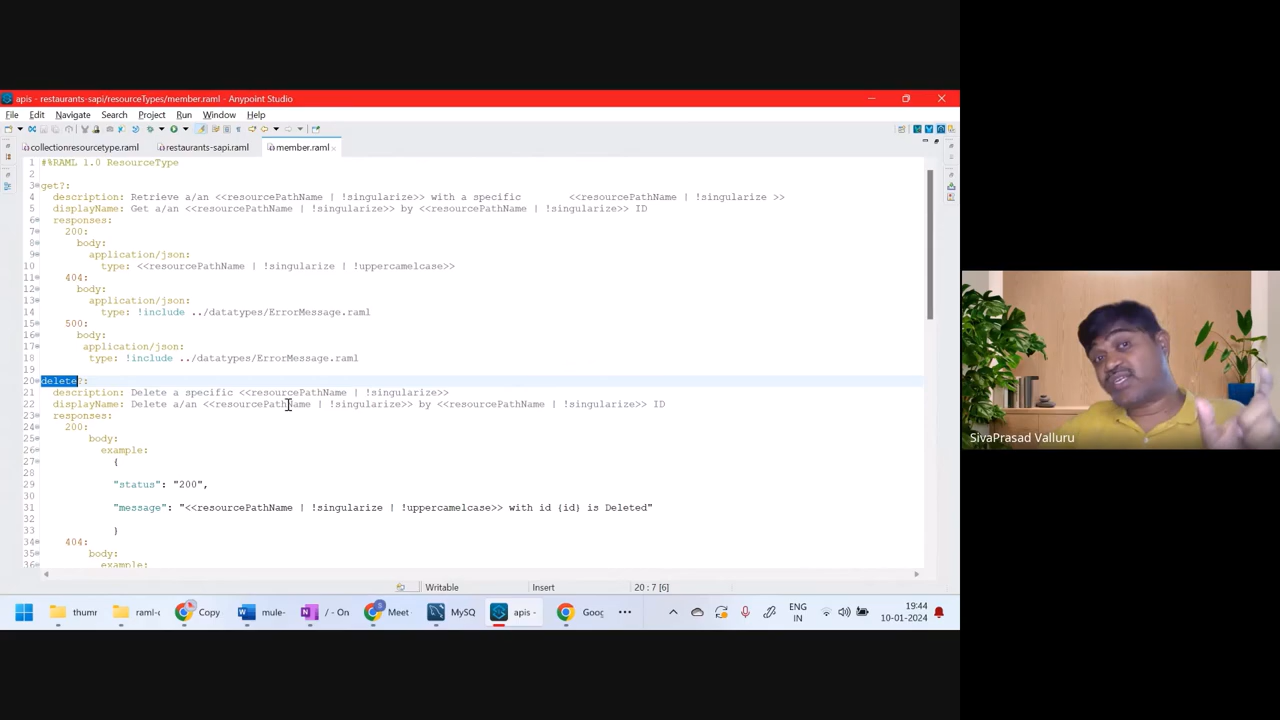 apis - restaurants-sapi/resourceTypes/member.raml - Anypoint Studio
File Edit Navigate Search Project Run Window Help
collectionresourcetype.raml restaurants-sapi.raml member.raml
1 #%RAML 1.0 ResourceType
2
3 get?:
4 description: Retrieve a/an <<resourcePathName | !singularize>> with a specific <<resourcePathName | !singularize >>
5 displayName: Get a/an <<resourcePathName | !singularize>> by <<resourcePathName | !singularize>> ID
6 responses:
7 200:
8 body:
9 application/json:
10 type: <<resourcePathName | !singularize | !uppercamelcase>>
11 404:
12 body:
13 application/json:
14 type: !include ../datatypes/ErrorMessage.raml
15 500:
16 body:
17 application/json:
18 type: !include ../datatypes/ErrorMessage.raml
19
20 delete?:
21 description: Delete a specific <<resourcePathName | !singularize>>
22 displayName: Delete a/an <<resourcePathName | !singularize>> by <<resourcePathName | !singularize>> ID
23 responses:
24 200:
25 body:
26 example:
27 {
28
29 "status": "200",
30
31 "message": "<<resourcePathName | !singularize | !uppercamelcase>> with id {id} is Deleted"
32
33 }
34 404:
35 body:
36 example:
Writable Insert 20 : 7 [6]
thumr raml-c Copy mule- / - On Meet MySQ apis - Goog ENG IN 19:44 10-01-2024
SivaPrasad Valluru